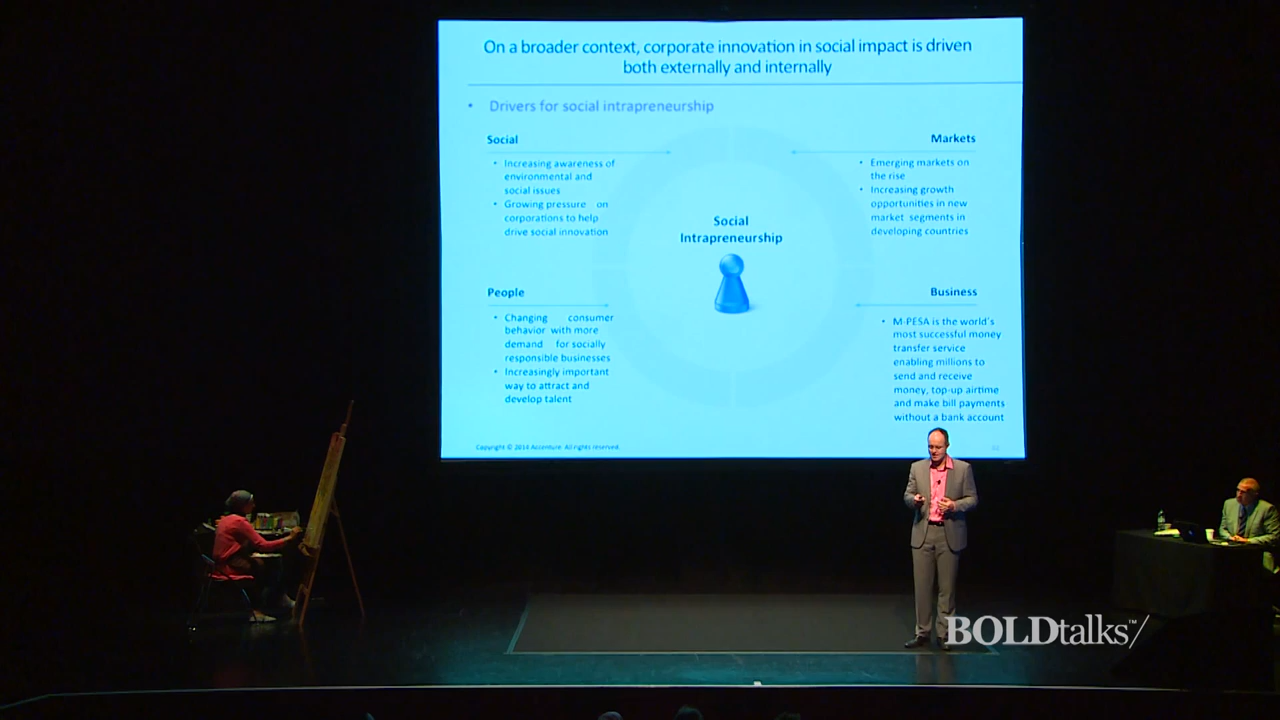 On a broader context, corporate innovation in social impact is driven
both externally and internally
• Drivers for social intrapreneurship
Social
• Increasing awareness of
environmental and
social issues
• Growing pressure on
corporations to help
drive social innovation
Markets
• Emerging markets on
the rise
• Increasing growth
opportunities in new
market segments in
developing countries
Social
Intrapreneurship
People
• Changing consumer
behavior with more
demand for socially
responsible businesses
• Increasingly important
way to attract and
develop talent
Business
• M-PESA is the world's
most successful money
transfer service
enabling millions to
send and receive
money, top-up airtime
and make bill payments
without a bank account
Copyright © 2014 Accenture All rights reserved.
BOLDtalks™/